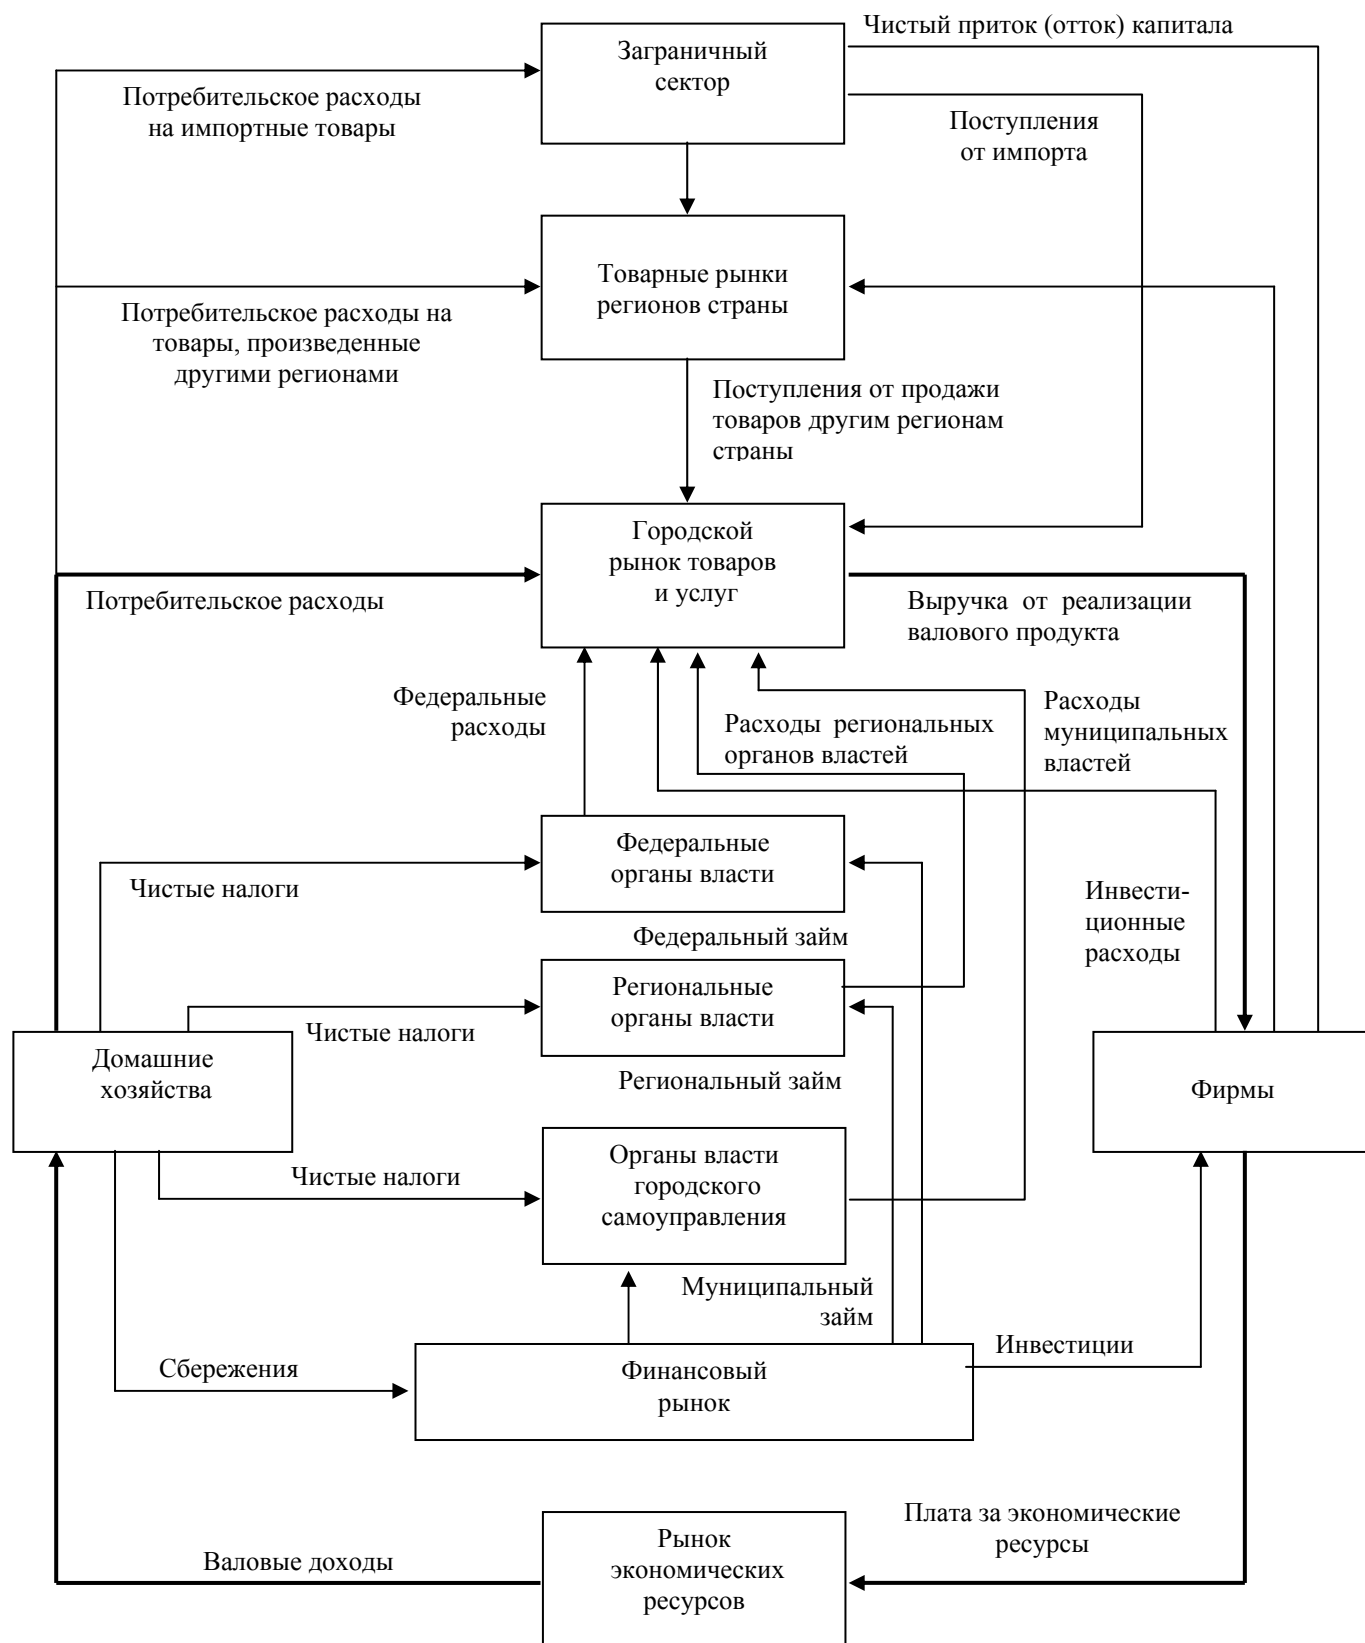 Чистый приток (отток) капитала
Заграничный
сектор
Потребительское расходы
на импортные товары
Поступления
от импорта
Товарные рынки
регионов страны
Потребительское расходы на
товары, произведенные
другими регионами
Поступления от продажи
товаров другим регионам
страны
Городской
рынок товаров
и услуг
Потребительское расходы
Выручка от реализации
валового продукта
Федеральные
расходы
Расходы региональных
органов властей
Расходы
муниципальных
властей
Федеральные
органы власти
Чистые налоги
Инвести-
ционные
расходы
Федеральный займ
Региональные
органы власти
Чистые налоги
Домашние
хозяйства
Региональный займ
Фирмы
Органы власти
городского
самоуправления
Чистые налоги
Муниципальный
займ
Инвестиции
Сбережения
Финансовый
рынок
Плата за экономические
ресурсы
Рынок
экономических
ресурсов
Валовые доходы